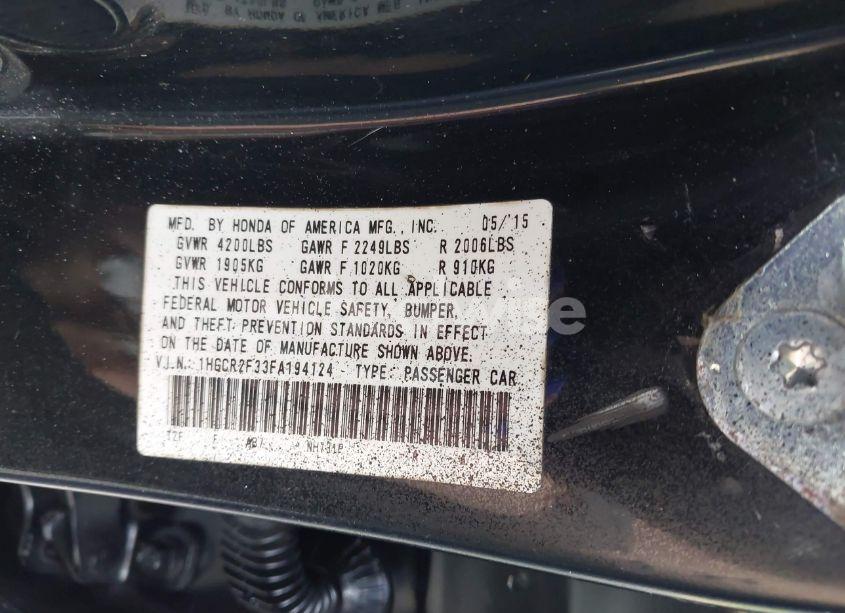 MFD. BY HONDA OF AMERICA MFG., INC. 05/'15
GVWR 4200LBS GAWR F 2249LBS R 2006LBS
GVWR 1905KG GAWR F 1020KG R 910KG
THIS VEHICLE CONFORMS TO ALL APPLICABLE
FEDERAL MOTOR VEHICLE SAFETY, BUMPER,
AND THEFT PREVENTION STANDARDS IN EFFECT
ON THE DATE OF MANUFACTURE SHOWN ABOVE.
V.I.N.: 1HGCR2F33FA194124 - TYPE: PASSENGER CAR